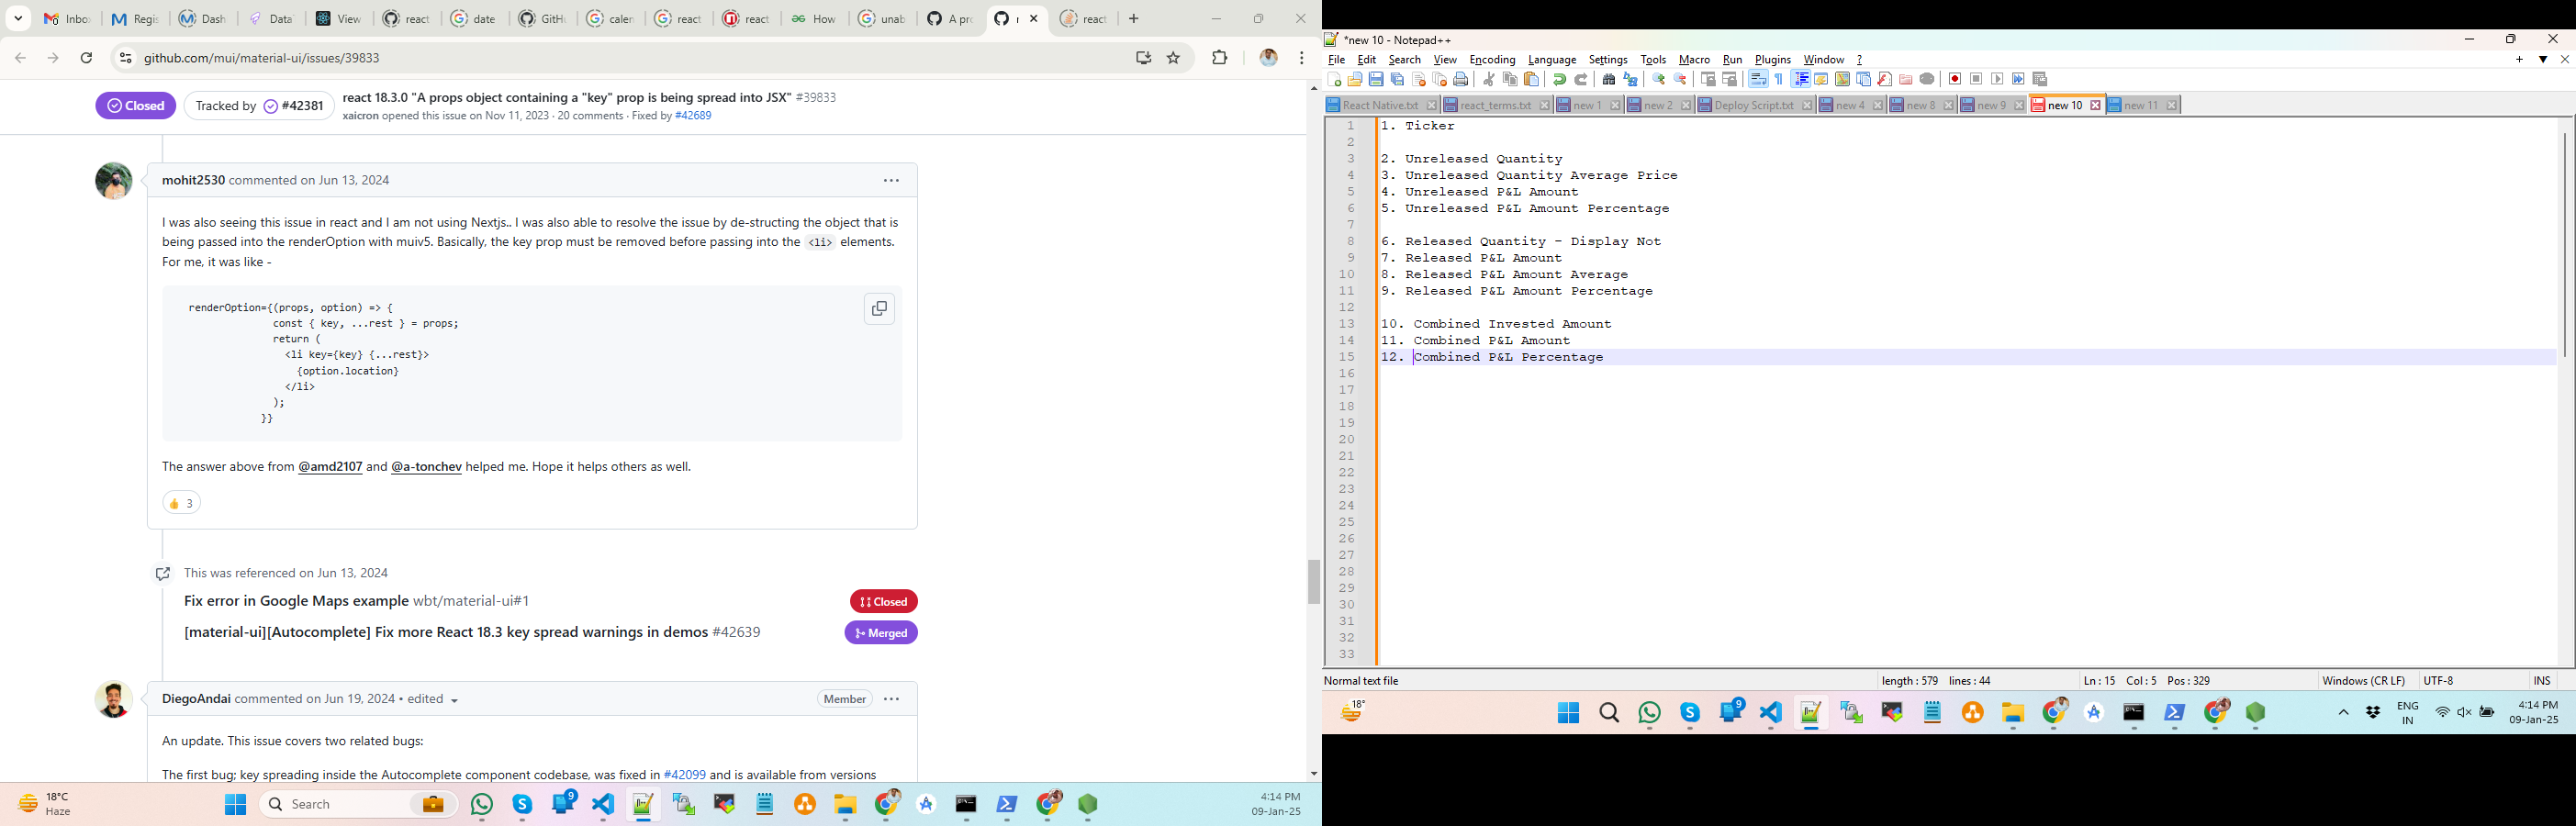 Inbo
Regis
Dash
Data
View
react
date
GitHu
calen
react
react
How
unab
A pro
r
react
github.com/mui/material-ui/issues/39833
Closed
Tracked by #42381
react 18.3.0 "A props object containing a "key" prop is being spread into JSX" #39833
xaicron opened this issue on Nov 11, 2023 · 20 comments · Fixed by #42689
mohit2530 commented on Jun 13, 2024
I was also seeing this issue in react and I am not using Nextjs.. I was also able to resolve the issue by de-structing the object that is
being passed into the renderOption with muiv5. Basically, the key prop must be removed before passing into the <li> elements.
For me, it was like -
renderOption={(props, option) => {
const { key, ...rest } = props;
return (
<li key={key} {...rest}>
{option.location}
</li>
);
}}
The answer above from @amd2107 and @a-tonchev helped me. Hope it helps others as well.
3
This was referenced on Jun 13, 2024
Fix error in Google Maps example wbt/material-ui#1
Closed
[material-ui][Autocomplete] Fix more React 18.3 key spread warnings in demos #42639
Merged
DiegoAndai commented on Jun 19, 2024 • edited
Member
An update. This issue covers two related bugs:
The first bug; key spreading inside the Autocomplete component codebase, was fixed in #42099 and is available from versions
18°C
Haze
Search
9
4:14 PM
09-Jan-25
*new 10 - Notepad++
File Edit Search View Encoding Language Settings Tools Macro Run Plugins Window ?
React Native.txt
react_terms.txt
new 1
new 2
Deploy Script.txt
new 4
new 8
new 9
new 10
new 11
1 1. Ticker
2
3 2. Unreleased Quantity
4 3. Unreleased Quantity Average Price
5 4. Unreleased P&L Amount
6 5. Unreleased P&L Amount Percentage
7
8 6. Released Quantity - Display Not
9 7. Released P&L Amount
10 8. Released P&L Amount Average
11 9. Released P&L Amount Percentage
12
13 10. Combined Invested Amount
14 11. Combined P&L Amount
15 12. Combined P&L Percentage
16
17
18
19
20
21
22
23
24
25
26
27
28
29
30
31
32
33
Normal text file
length : 579 lines : 44
Ln : 15 Col : 5 Pos : 329
Windows (CR LF)
UTF-8
INS
18°
9
ENG
IN
4:14 PM
09-Jan-25